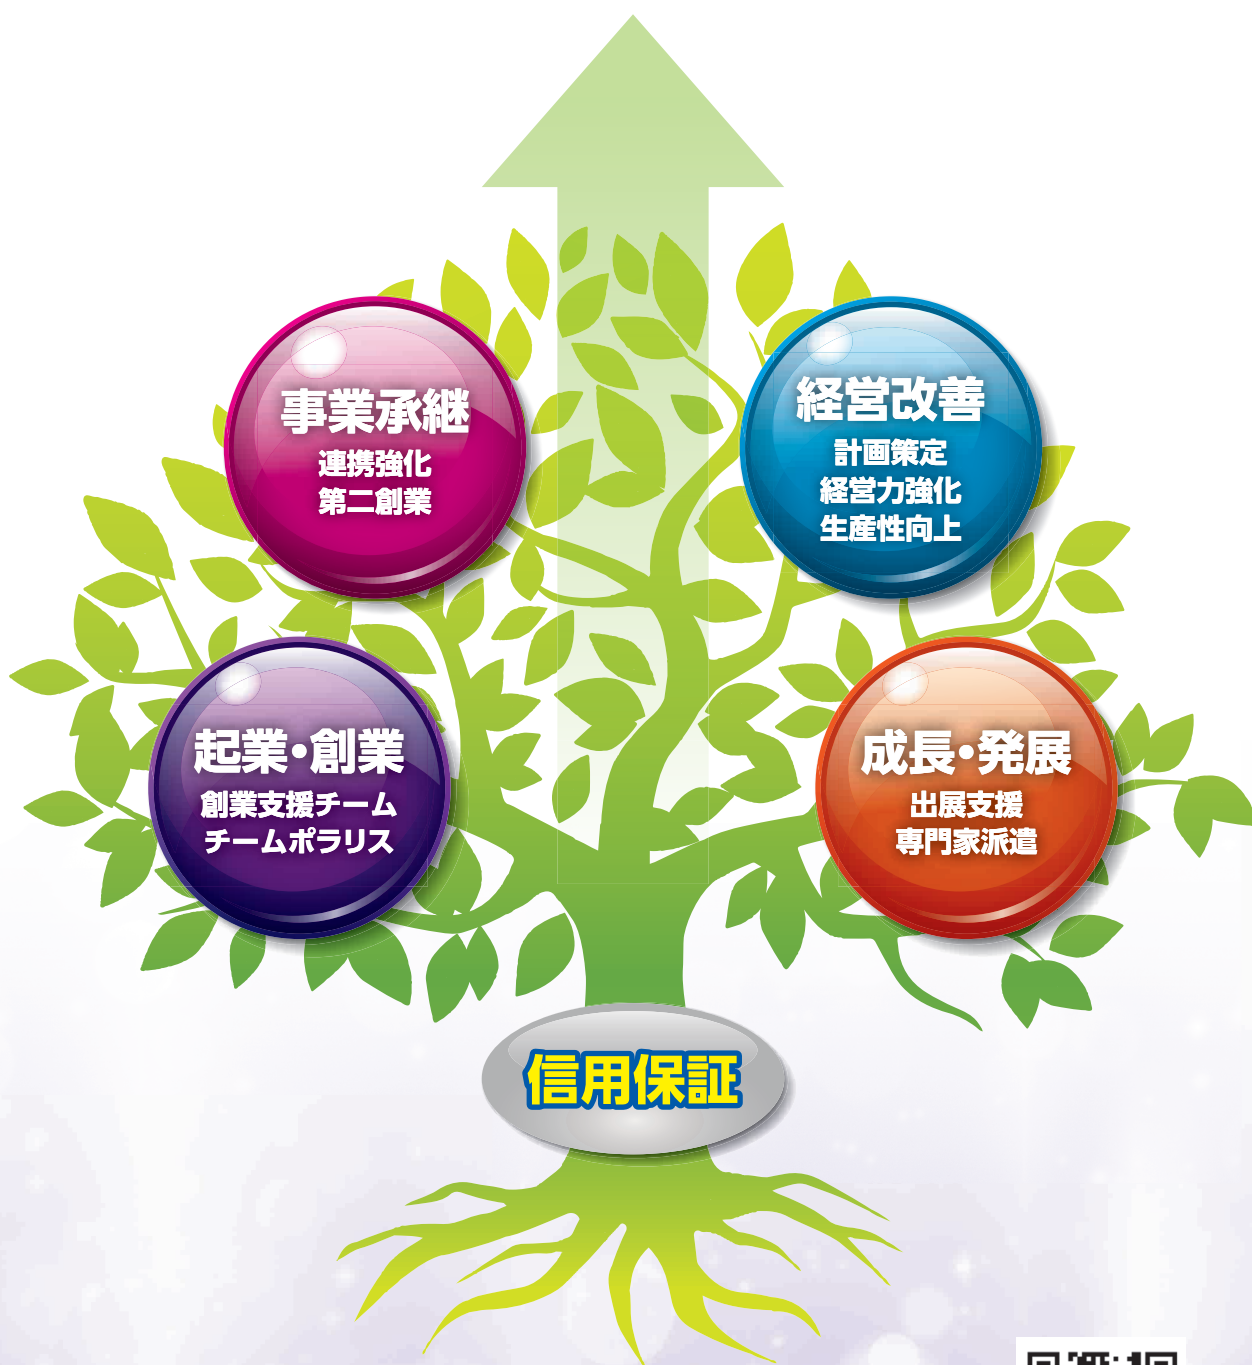 事業承継
連携強化
第二創業
経営改善
計画策定
経営力強化
生産性向上
起業・創業
創業支援チーム
チームポラリス
成長・発展
出展支援
専門家派遣
信用保証